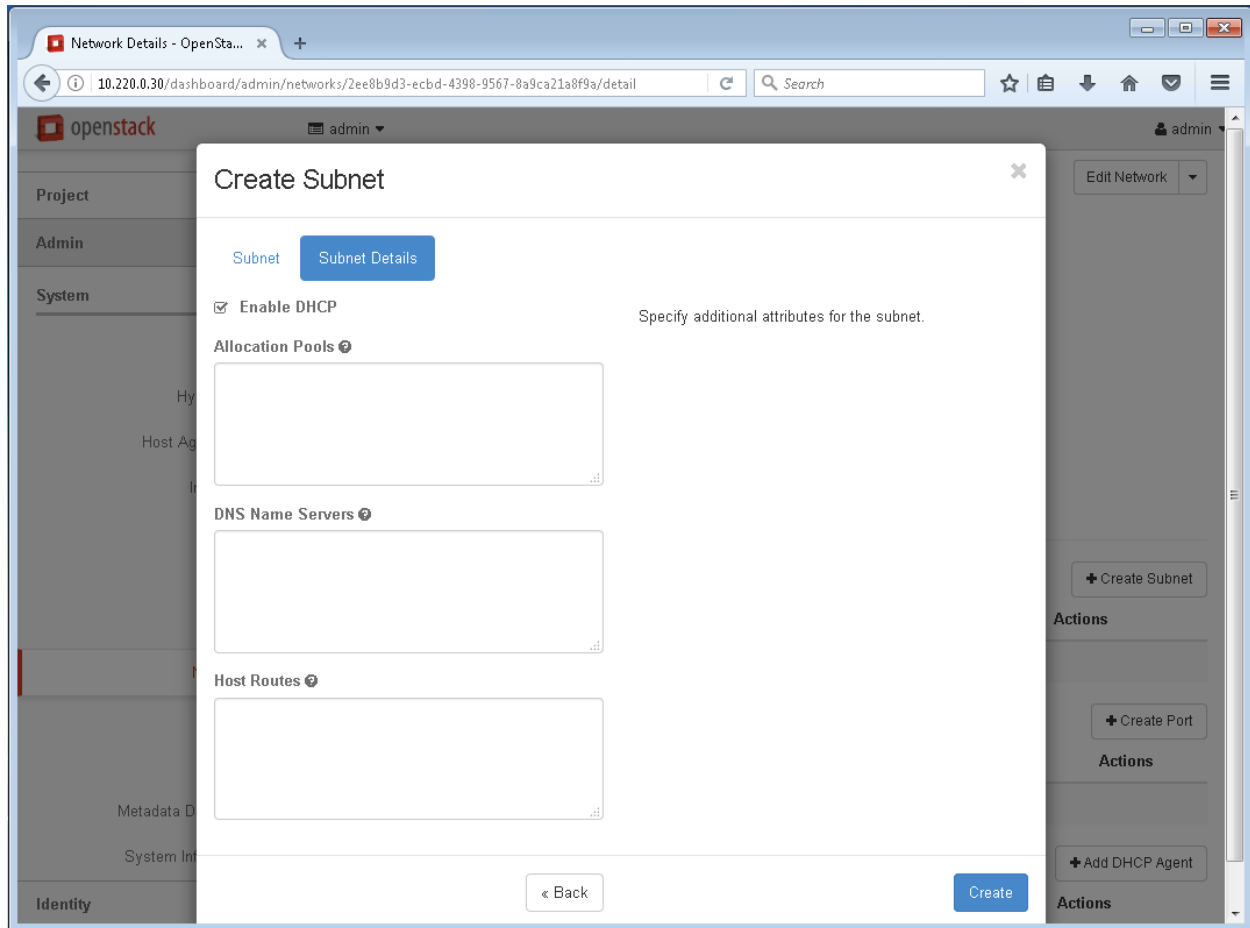 Network Details - OpenSta...
10.220.0.30/dashboard/admin/networks/2ee8b9d3-ecbd-4398-9567-8a9ca21a8f9a/detail
Search
openstack
admin
admin
Create Subnet
Edit Network
Project
Admin
System
Subnet
Subnet Details
Enable DHCP
Specify additional attributes for the subnet.
Allocation Pools
Hy
Host Ag
DNS Name Servers
Create Subnet
Actions
Host Routes
Create Port
Actions
Metadata D
System Inf
Add DHCP Agent
« Back
Create
Identity
Actions